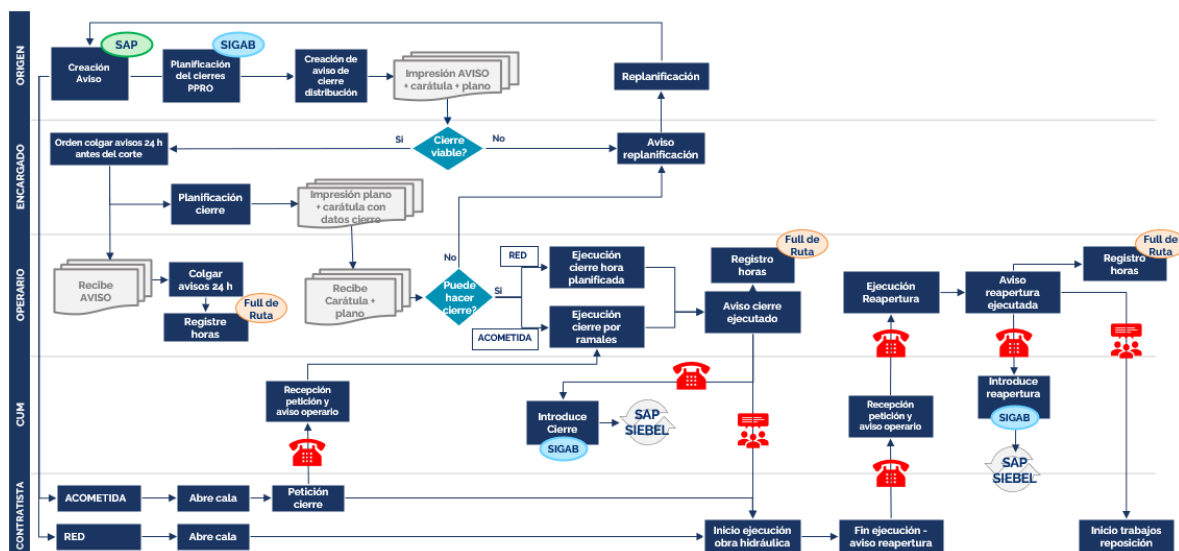 ORIGEN
SAP
Creación
Aviso
SIGAB
Planificación
del cierres
PPRO
Creación de
aviso de
cierre
distribución
Impresión AVISO
+ carátula + plano
Replanificación
ENCARGADO
Orden colgar avisos 24 h
antes del corte
Si
Cierre
viable?
No
Aviso
replanificación
Planificación
cierre
Impresión plano
+ carátula con
datos cierre
OPERARIO
Recibe
AVISO
Colgar
avisos 24 h
Full de
Ruta
Registre
horas
Recibe
Carátula +
plano
No
Puede
hacer
cierre?
Si
RED
Ejecución
cierre hora
planificada
ACOMETIDA
Ejecución
cierre por
ramales
Full de
Ruta
Registro
horas
Aviso cierre
ejecutado
Ejecución
Reapertura
Aviso
reapertura
ejecutada
Full de
Ruta
Registro
horas
CUM
Recepción
petición y
aviso operario
Introduce
Cierre
SIGAB
SAP
SIEBEL
Recepción
petición y
aviso operario
Introduce
reapertura
SIGAB
SAP
SIEBEL
CONTRATISTA
ACOMETIDA
Abre cala
Petición
cierre
RED
Abre cala
Inicio ejecución
obra hidráulica
Fin ejecución -
aviso reapertura
Inicio trabajos
reposición